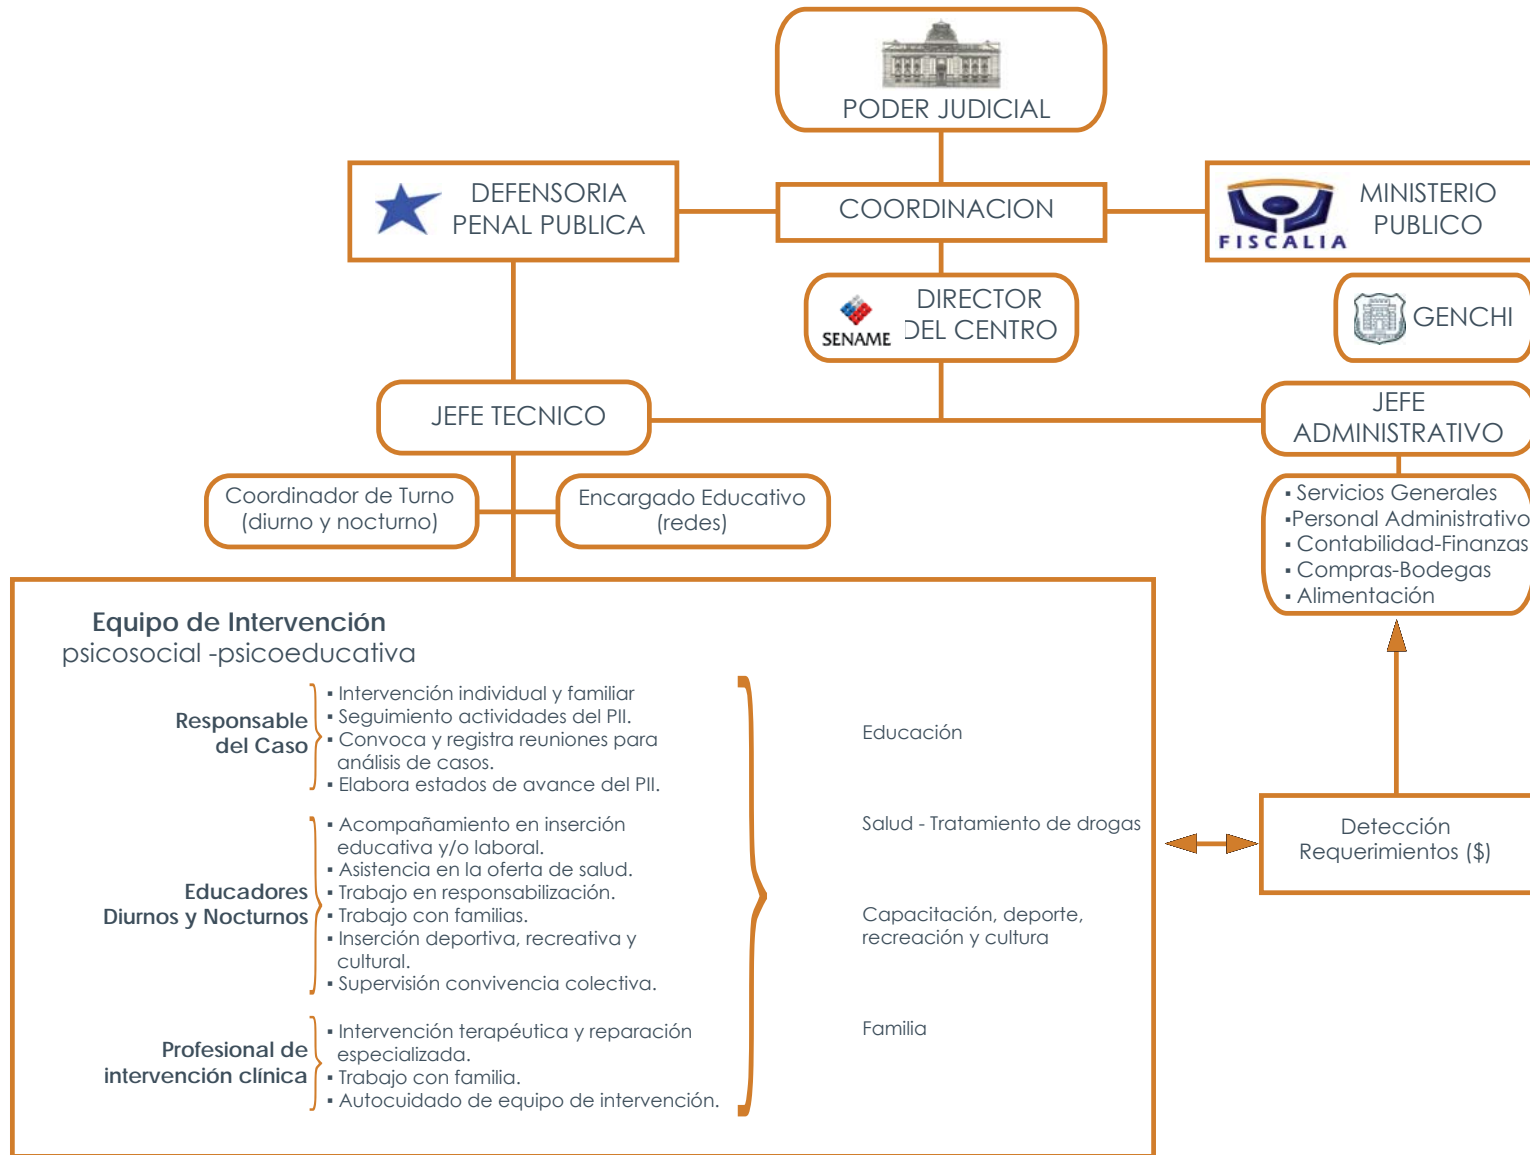 PODER JUDICIAL
DEFENSORIA
PENAL PUBLICA
COORDINACION
FISCALIA
MINISTERIO
PUBLICO
SENAME
DIRECTOR
DEL CENTRO
GENCHI
JEFE TECNICO
JEFE
ADMINISTRATIVO
Coordinador de Turno
(diurno y nocturno)
Encargado Educativo
(redes)
▪ Servicios Generales
▪Personal Administrativo
▪ Contabilidad-Finanzas
▪ Compras-Bodegas
▪ Alimentación
Equipo de Intervención
psicosocial -psicoeducativa
Responsable
del Caso
▪ Intervención individual y familiar
▪ Seguimiento actividades del PII.
▪ Convoca y registra reuniones para
análisis de casos.
▪ Elabora estados de avance del PII.
Educadores
Diurnos y Nocturnos
▪ Acompañamiento en inserción
educativa y/o laboral.
▪ Asistencia en la oferta de salud.
▪ Trabajo en responsabilización.
▪ Trabajo con familias.
▪ Inserción deportiva, recreativa y
cultural.
▪ Supervisión convivencia colectiva.
Profesional de
intervención clínica
▪ Intervención terapéutica y reparación
especializada.
▪ Trabajo con familia.
▪ Autocuidado de equipo de intervención.
Educación
Salud - Tratamiento de drogas
Capacitación, deporte,
recreación y cultura
Familia
Detección
Requerimientos ($)